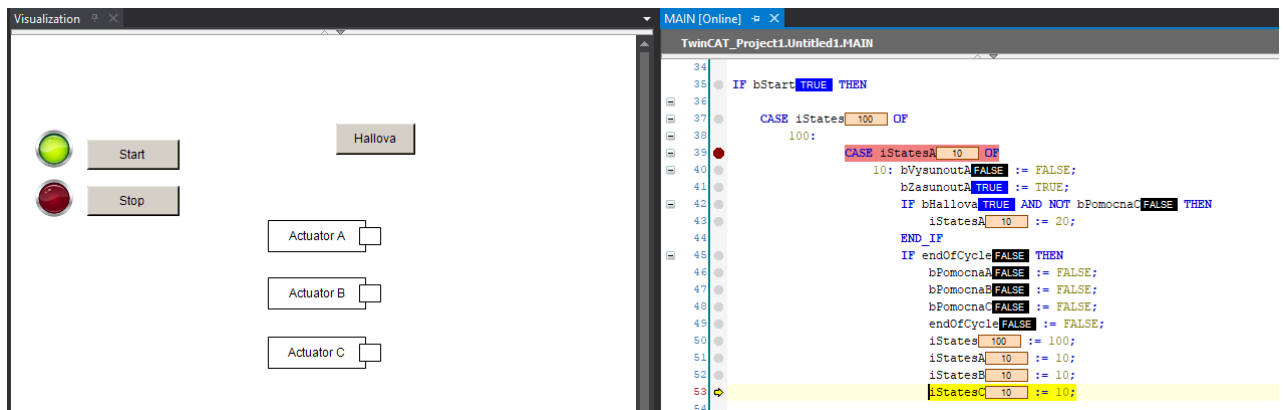 Visualization
MAIN [Online]
TwinCAT_Project1.Untitled1.MAIN
Start
Stop
Hallova
Actuator A
Actuator B
Actuator C
34
35 IF bStart TRUE THEN
36
37 CASE iStates 100 OF
38 100:
39 CASE iStatesA 10 OF
40 10: bVysunoutA FALSE := FALSE;
41 bZasunoutA TRUE := TRUE;
42 IF bHallova TRUE AND NOT bPomocnaC FALSE THEN
43 iStatesA 10 := 20;
44 END_IF
45 IF endOfCycle FALSE THEN
46 bPomocnaA FALSE := FALSE;
47 bPomocnaB FALSE := FALSE;
48 bPomocnaC FALSE := FALSE;
49 endOfCycle FALSE := FALSE;
50 iStates 100 := 100;
51 iStatesA 10 := 10;
52 iStatesB 10 := 10;
53 iStatesC 10 := 10;
54